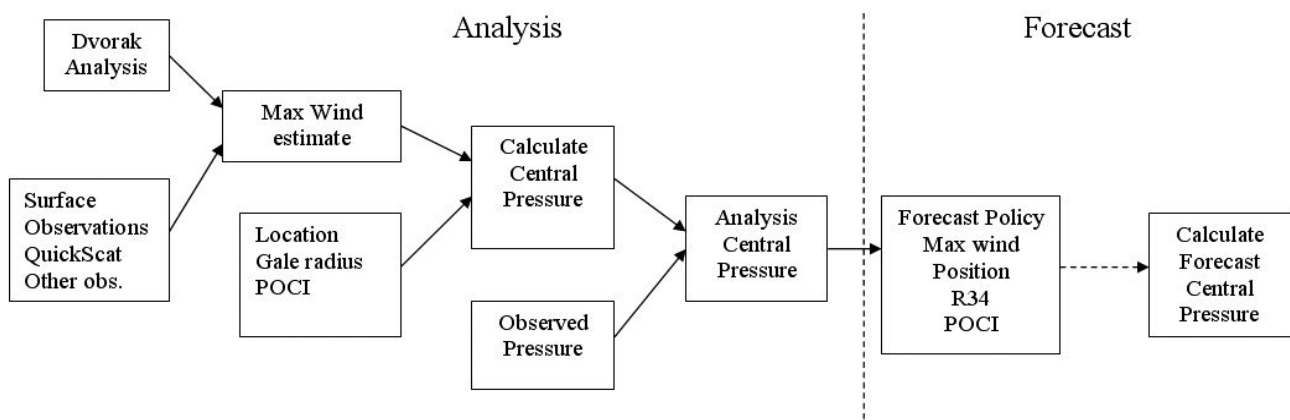 Analysis
Forecast
Dvorak
Analysis
Max Wind
estimate
Surface
Observations
QuickScat
Other obs.
Location
Gale radius
POCI
Calculate
Central
Pressure
Observed
Pressure
Analysis
Central
Pressure
Forecast Policy
Max wind
Position
R34
POCI
Calculate
Forecast
Central
Pressure